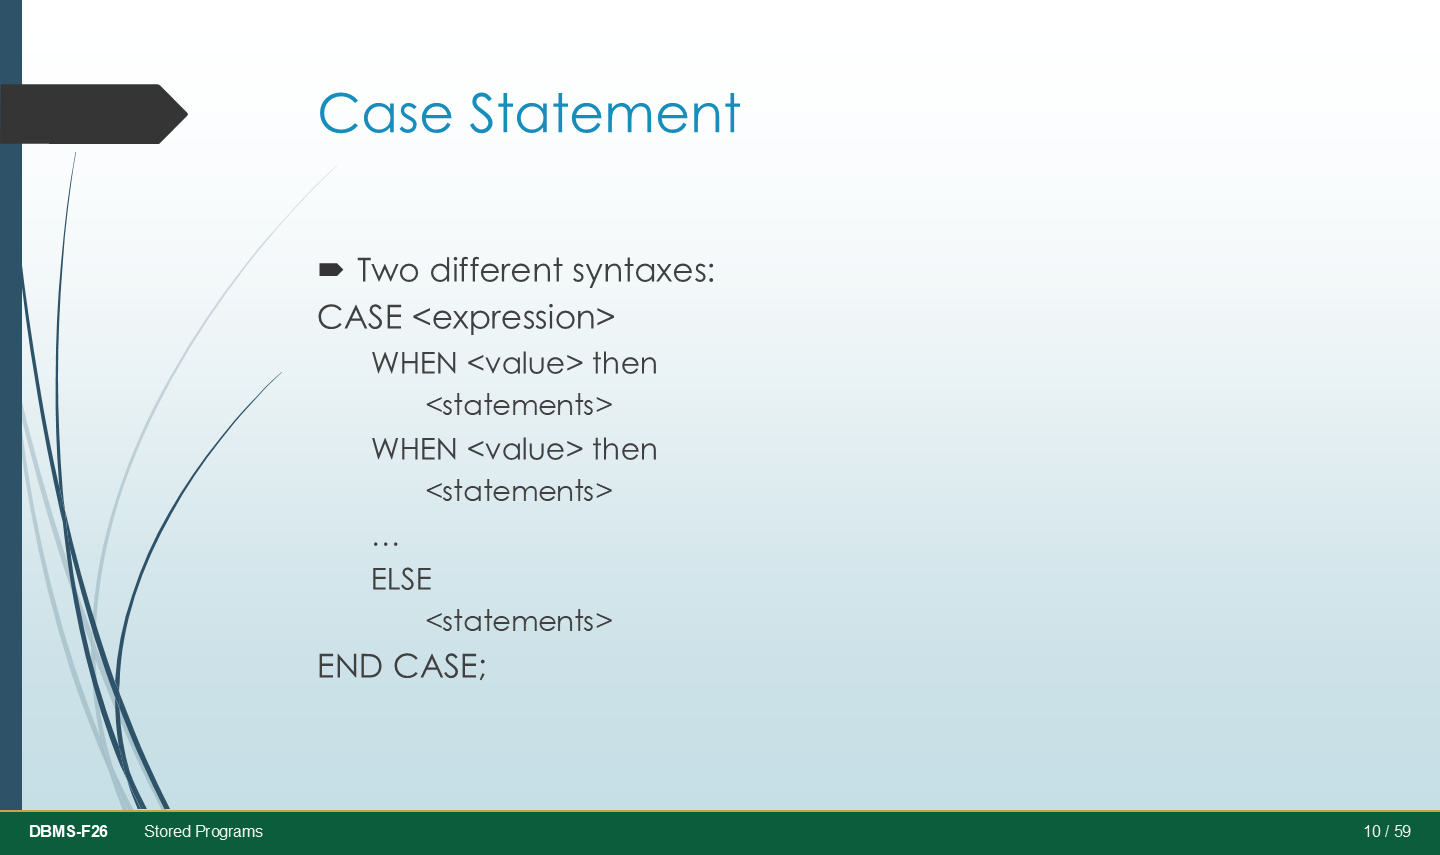 Case Statement
Two different syntaxes:
CASE <expression>
WHEN <value> then
<statements>
WHEN <value> then
<statements>
…
ELSE
<statements>
END CASE;
DBMS-F26 Stored Programs 10 / 59